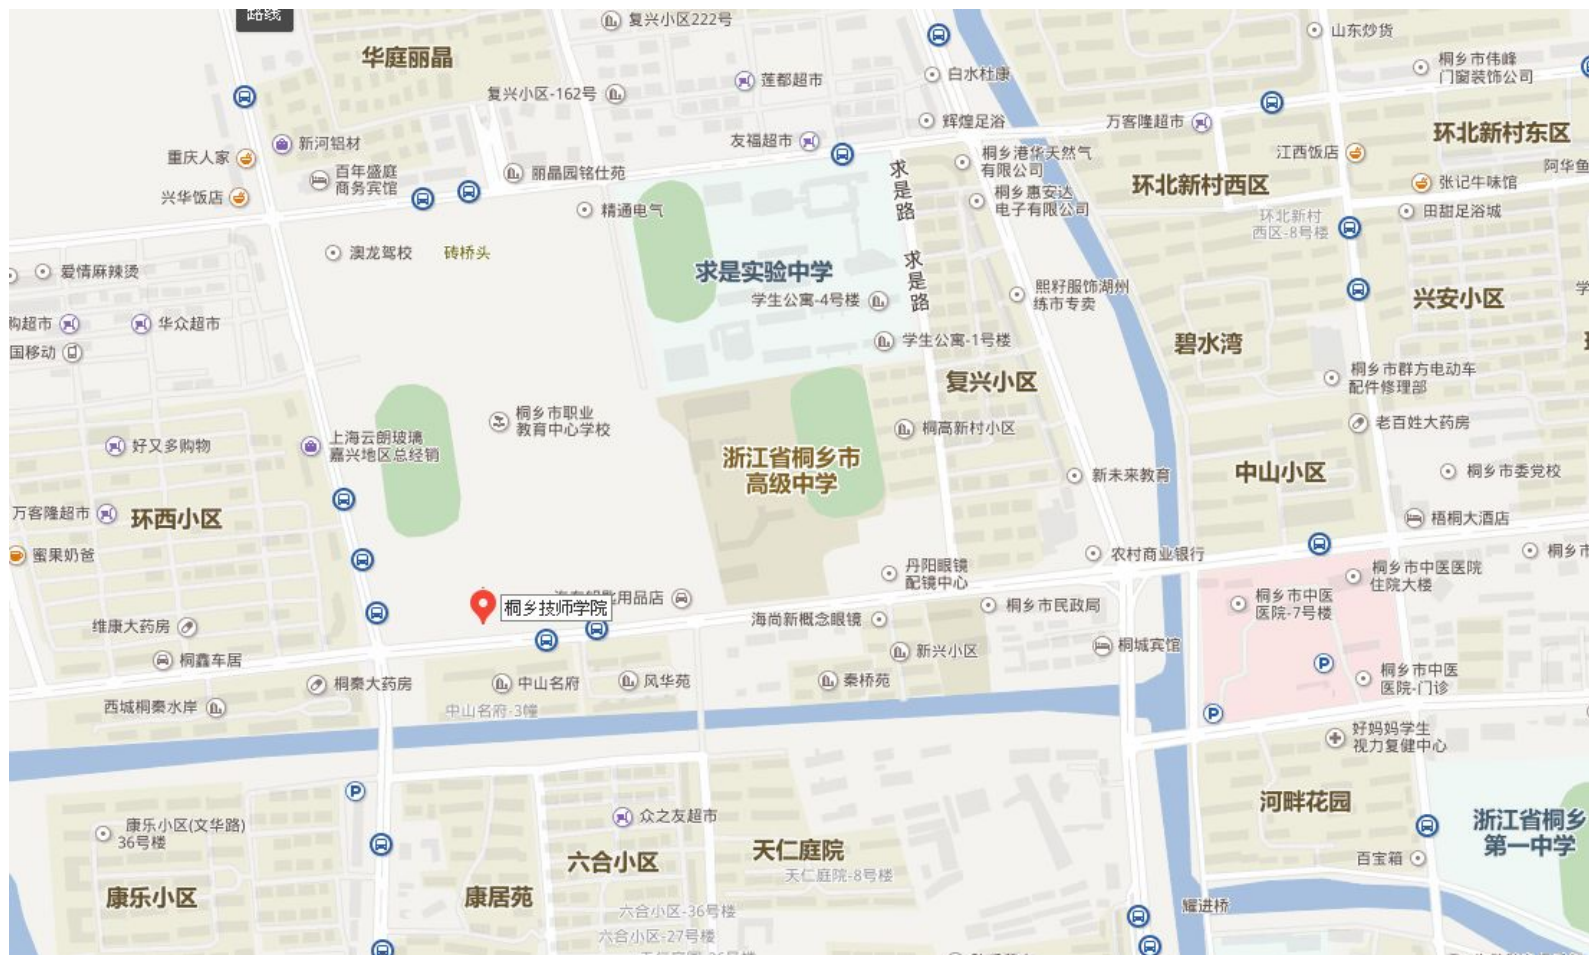 路线
复兴小区222号
山东炒货
华庭丽晶
桐乡市伟峰
门窗装饰公司
莲都超市
白水杜康
复兴小区-162号
辉煌足浴
万客隆超市
环北新村东区
新河铝材
友福超市
重庆人家
江西饭店
桐乡港华天然气
有限公司
阿华鱼
百年盛庭
商务宾馆
丽晶园铭仕苑
求是路
环北新村西区
张记牛味馆
兴华饭店
桐乡惠安达
电子有限公司
精通电气
田甜足浴城
环北新村
西区-8号楼
澳龙驾校
砖桥头
求是路
爱情麻辣烫
求是实验中学
熙籽服饰湖州
练市专卖
学生公寓-4号楼
兴安小区
学
购超市
华众超市
国移动
学生公寓-1号楼
碧水湾
复兴小区
桐乡市群方电动车
配件修理部
桐乡市职业
教育中心学校
桐高新村小区
老百姓大药房
好又多购物
上海云朗玻璃
嘉兴地区总经销
浙江省桐乡市
高级中学
新未来教育
中山小区
桐乡市委党校
万客隆超市
环西小区
梧桐大酒店
蜜果奶爸
农村商业银行
桐乡市
丹阳眼镜
配镜中心
桐乡市中医医院
住院大楼
桐乡技师学院
用品店
桐乡市民政局
桐乡市中医
医院-7号楼
维康大药房
海尚新概念眼镜
桐鑫车居
新兴小区
桐城宾馆
桐秦大药房
中山名府
风华苑
秦桥苑
桐乡市中医
医院-门诊
西城桐秦水岸
中山名府-3幢
好妈妈学生
视力复健中心
河畔花园
康乐小区(文华路)
36号楼
众之友超市
浙江省桐乡
第一中学
六合小区
天仁庭院
天仁庭院-8号楼
百宝箱
康乐小区
康居苑
六合小区-36号楼
耀进桥
六合小区-27号楼